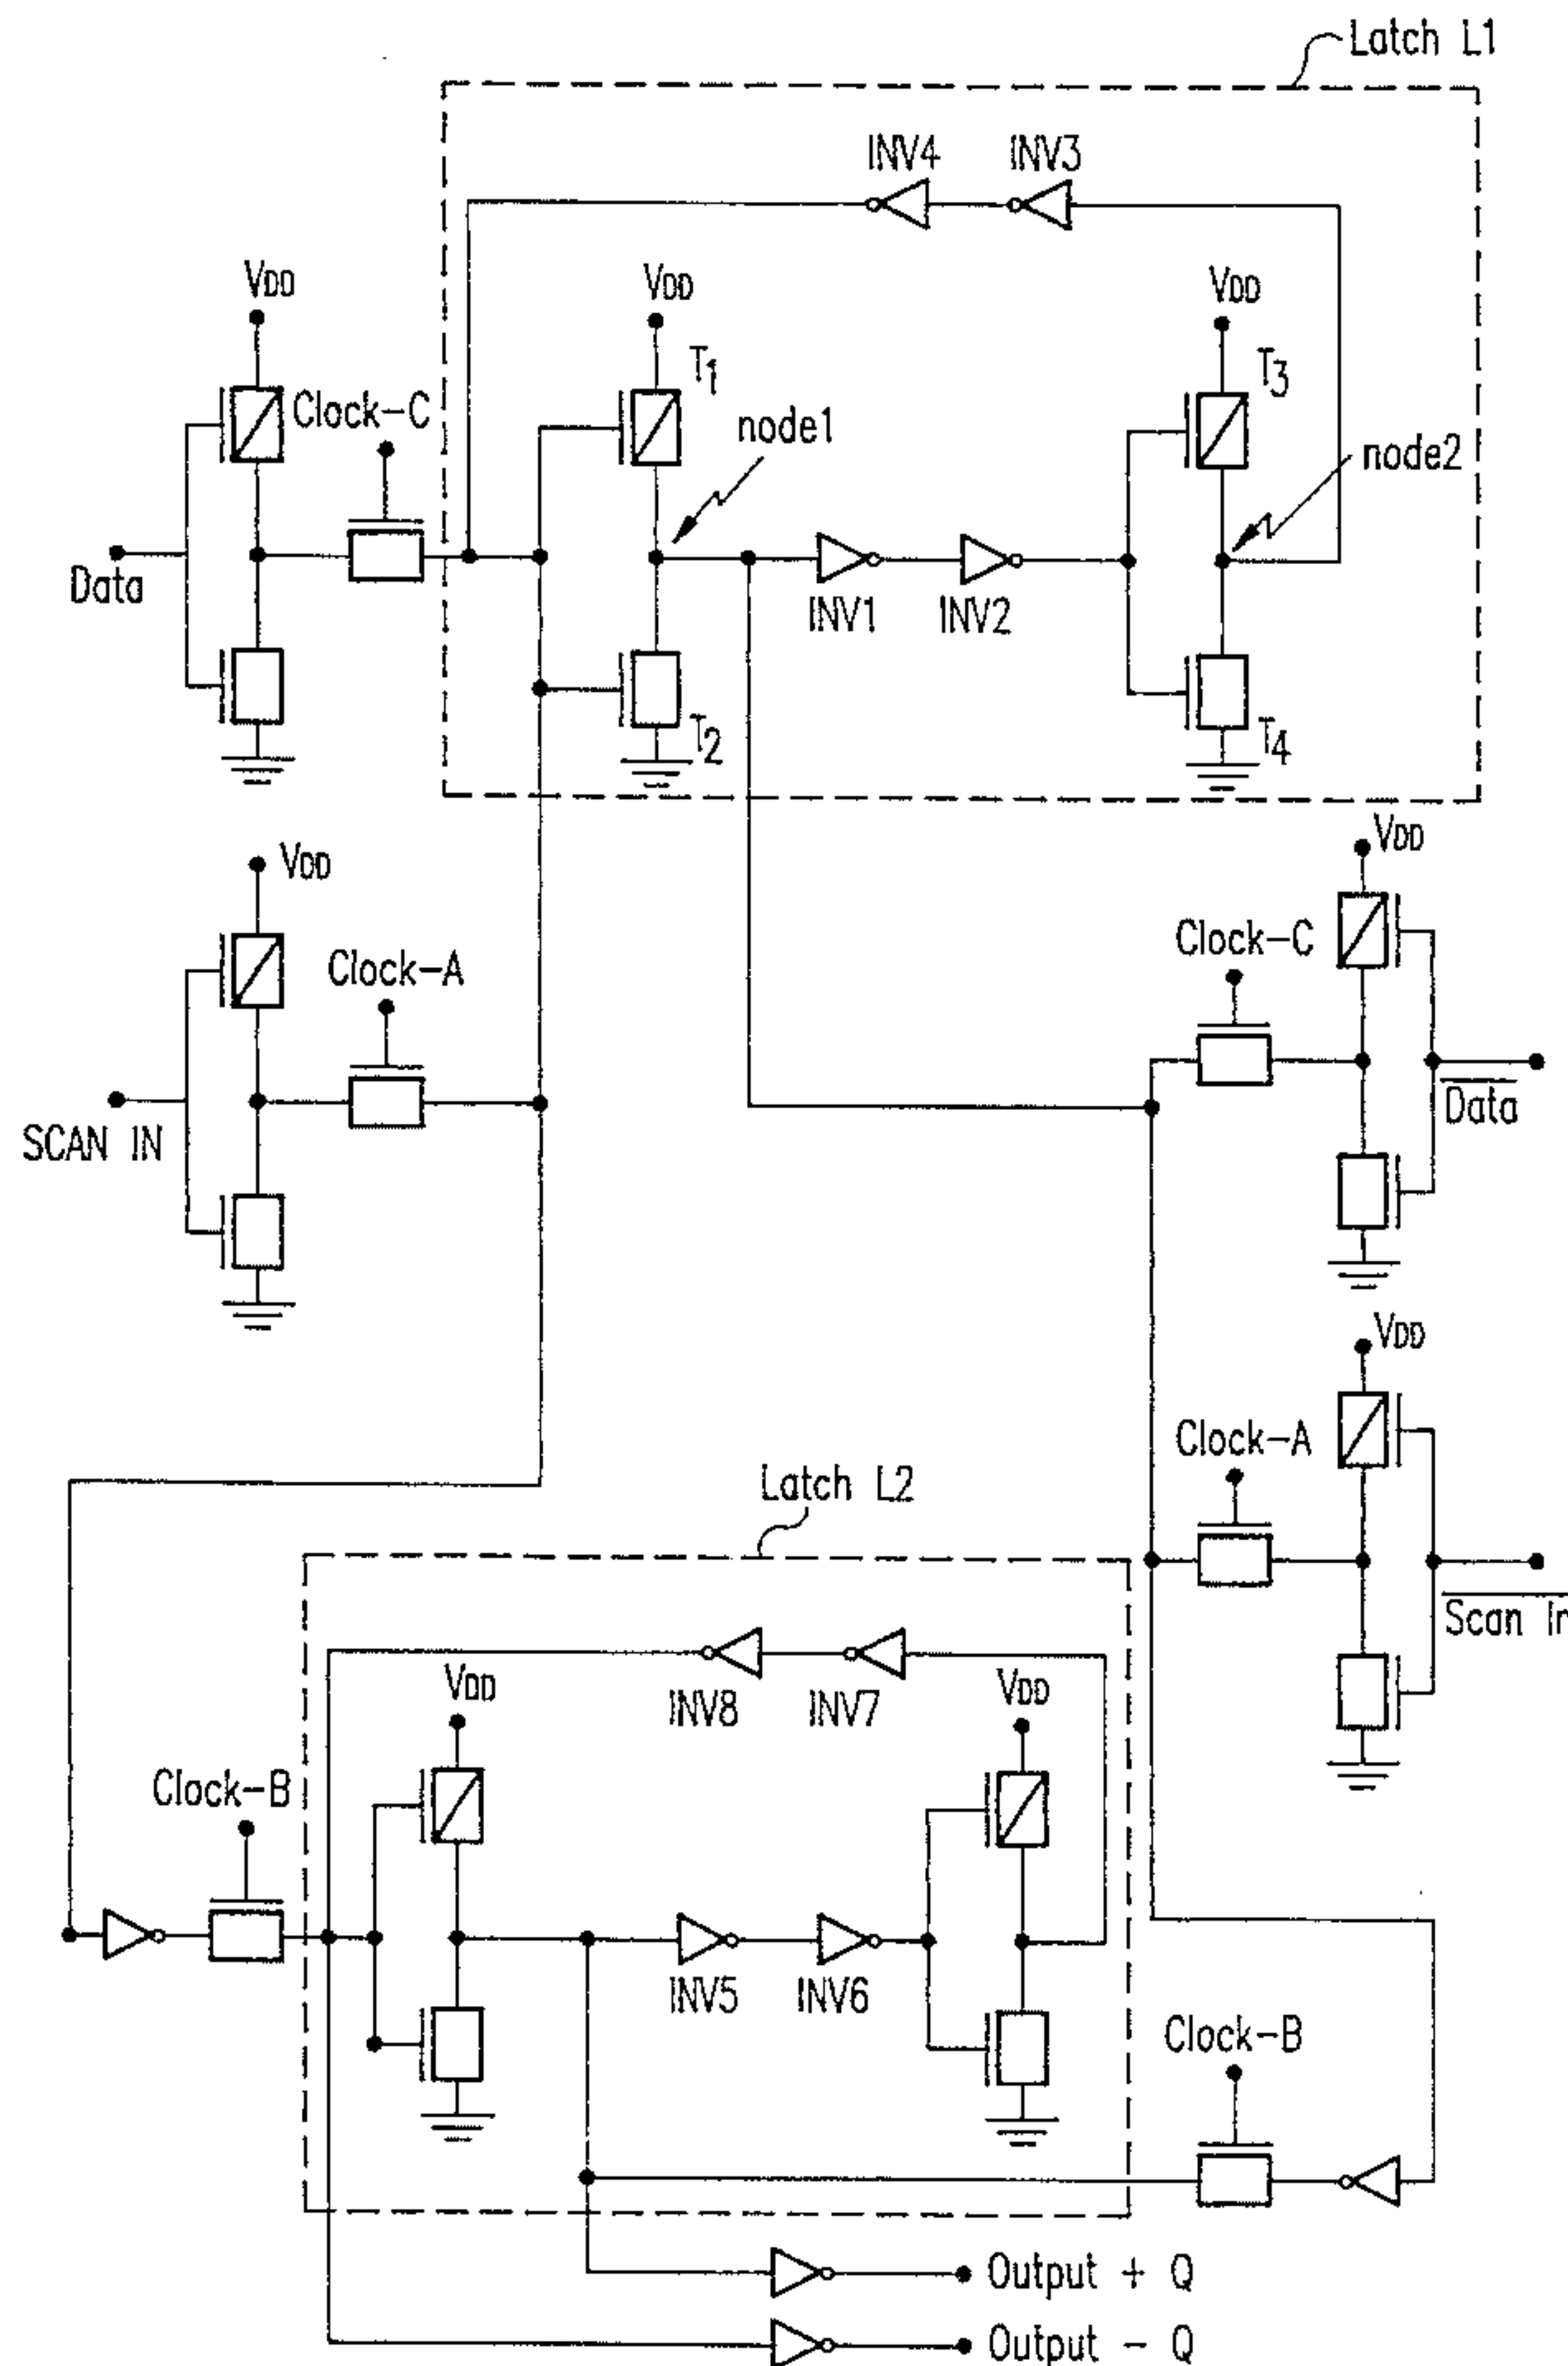 Latch L1
INV4 INV3
VDD
VDD
VDD
T1
T3
Clock-C
node1
node2
Data
INV1 INV2
T2
T4
VDD
VDD
Clock-A
Clock-C
SCAN IN
Data
VDD
Clock-A
Latch L2
Scan In
VDD
INV8 INV7
VDD
Clock-B
INV5 INV6
Clock-B
Output + Q
Output - Q